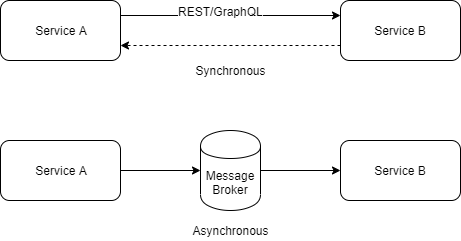 Service A
REST/GraphQL
Service B
Synchronous
Service A
Message
Broker
Service B
Asynchronous